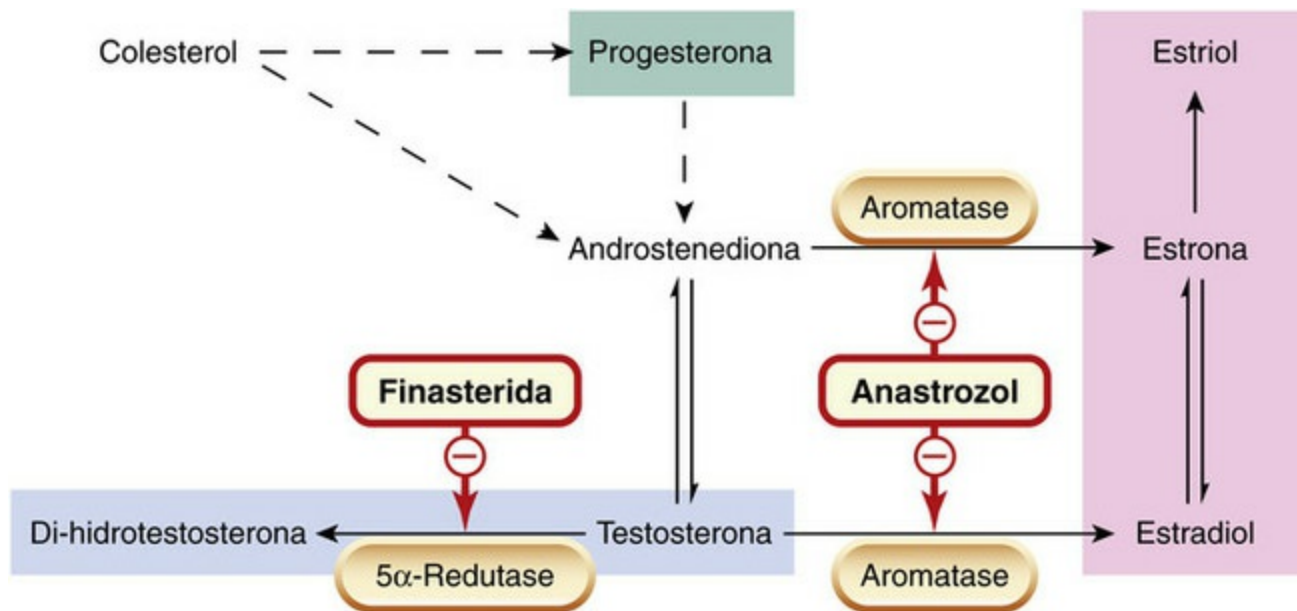 Colesterol
Progesterona
Estriol
Aromatase
Androstenediona
Estrona
Finasterida
Anastrozol
Di-hidrotestosterona
Testosterona
Estradiol
5α-Redutase
Aromatase